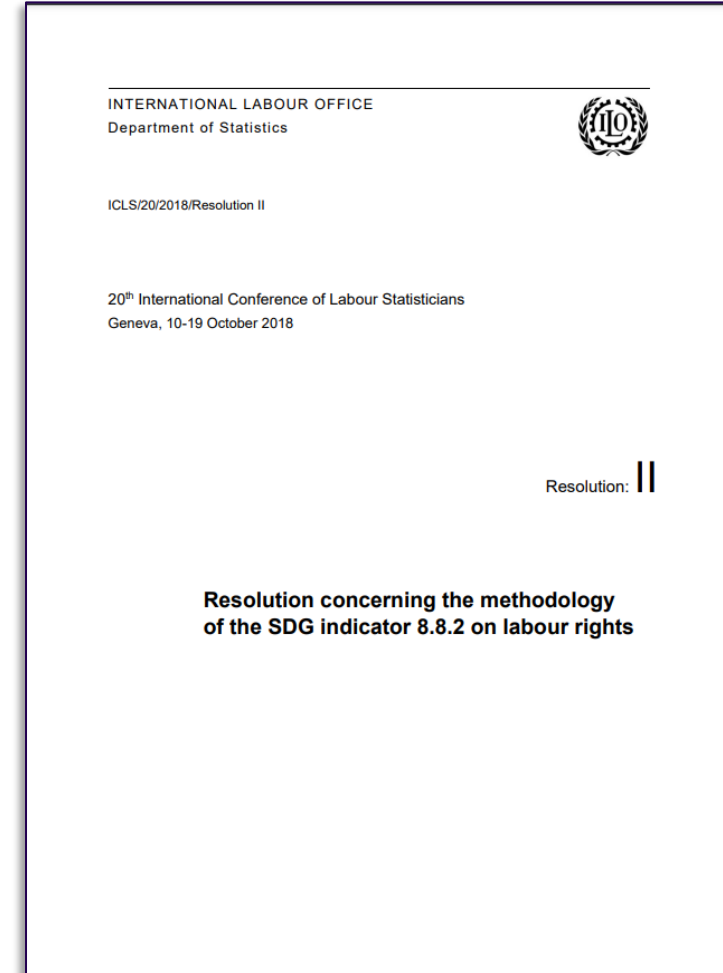 INTERNATIONAL LABOUR OFFICE
Department of Statistics
ILO
ICLS/20/2018/Resolution II
20th International Conference of Labour Statisticians
Geneva, 10-19 October 2018
Resolution: II
Resolution concerning the methodology
of the SDG indicator 8.8.2 on labour rights